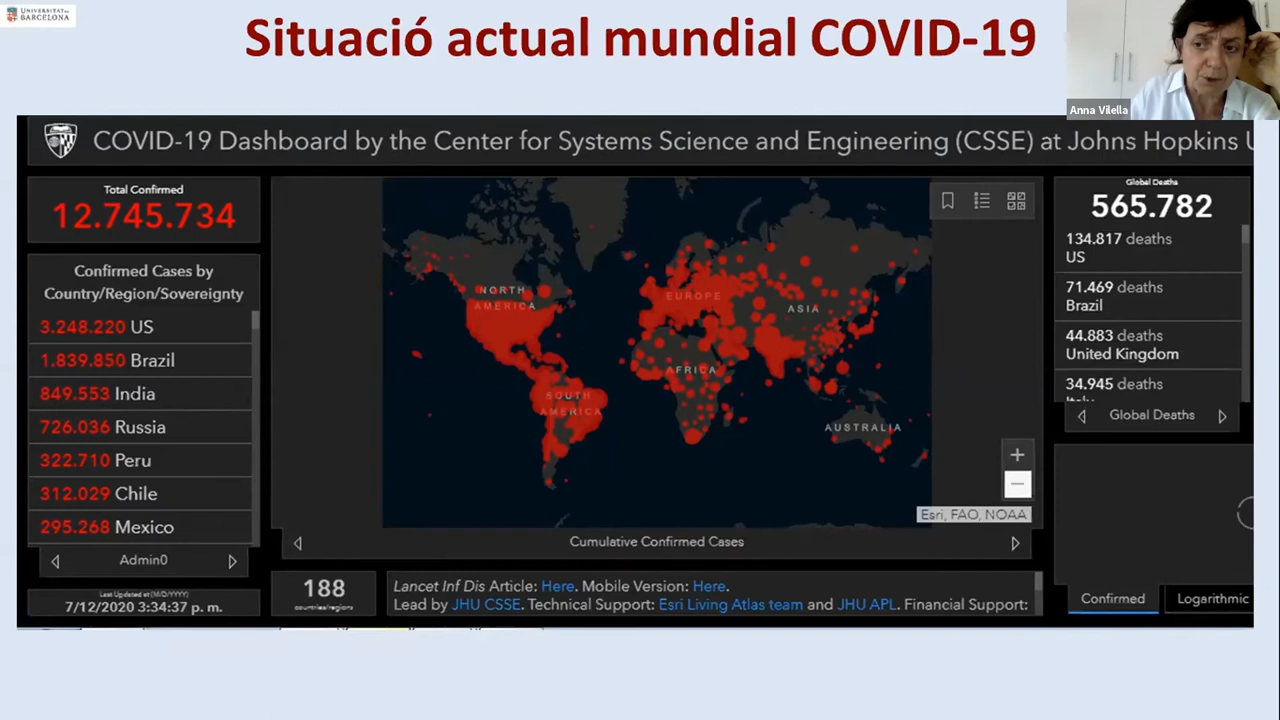 UNIVERSITAT DE
BARCELONA
Situació actual mundial COVID-19
Anna Vilella
COVID-19 Dashboard by the Center for Systems Science and Engineering (CSSE) at Johns Hopkins
Total Confirmed
12.745.734
Confirmed Cases by
Country/Region/Sovereignty
3.248.220 US
1.839.850 Brazil
849.553 India
726.036 Russia
322.710 Peru
312.029 Chile
295.268 Mexico
Admin0
Last Updated at (M/D/YYYY)
7/12/2020 3:34:37 p. m.
NORTH
AMERICA
EUROPE
ASIA
AFRICA
SOUTH
AMERICA
AUSTRALIA
+
−
Esri, FAO, NOAA
Cumulative Confirmed Cases
188
countries/regions
Lancet Inf Dis Article: Here. Mobile Version: Here.
Lead by JHU CSSE. Technical Support: Esri Living Atlas team and JHU APL. Financial Support:
Global Deaths
565.782
134.817 deaths
US
71.469 deaths
Brazil
44.883 deaths
United Kingdom
34.945 deaths
Global Deaths
Confirmed
Logarithmic